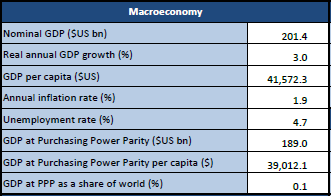 Macroeconomy
Nominal GDP ($US bn) 201.4
Real annual GDP growth (%) 3.0
GDP per capita ($US) 41,572.3
Annual inflation rate (%) 1.9
Unemployment rate (%) 4.7
GDP at Purchasing Power Parity ($US bn) 189.0
GDP at Purchasing Power Parity per capita ($) 39,012.1
GDP at PPP as a share of world (%) 0.1